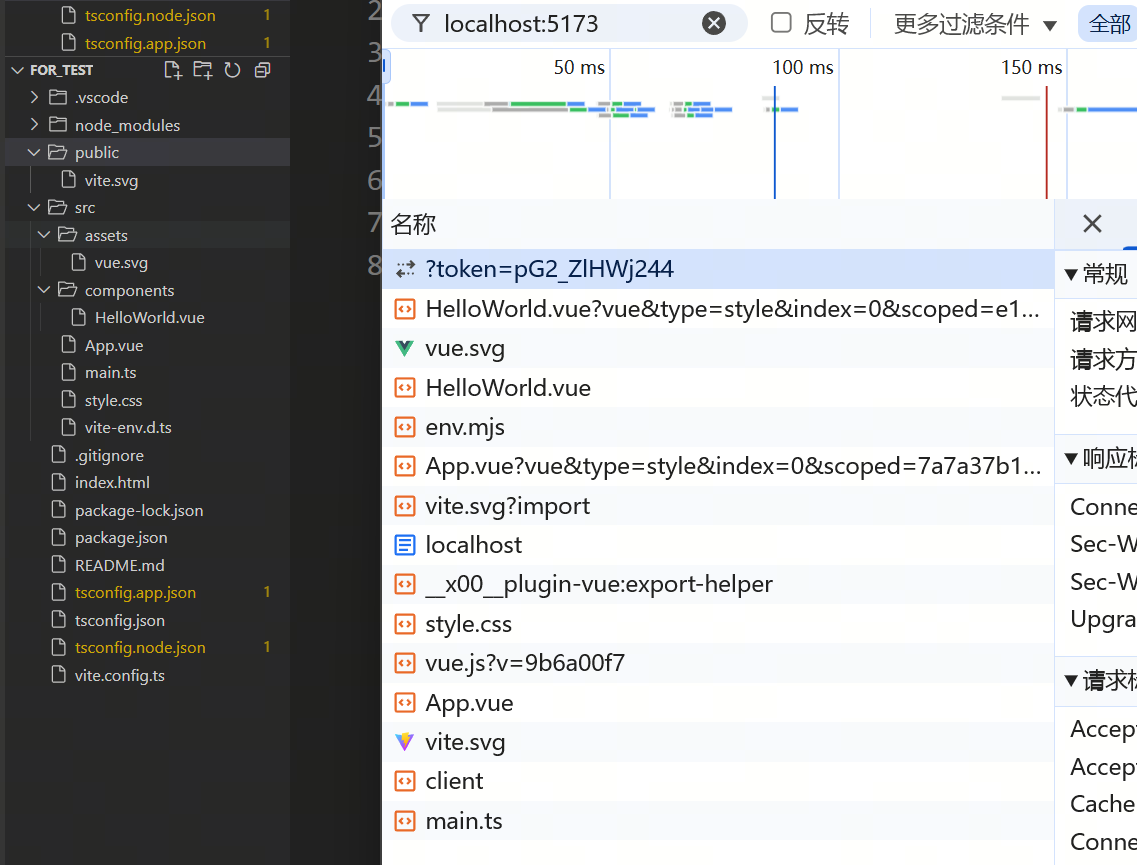 tsconfig.node.json 1
tsconfig.app.json 1
FOR_TEST
.vscode
node_modules
public
vite.svg
src
assets
vue.svg
components
HelloWorld.vue
App.vue
main.ts
style.css
vite-env.d.ts
.gitignore
index.html
package-lock.json
package.json
README.md
tsconfig.app.json 1
tsconfig.json
tsconfig.node.json 1
vite.config.ts
2
3
4
5
6
7
8
localhost:5173
反转
更多过滤条件
全部
50 ms
100 ms
150 ms
名称
?token=pG2_ZlHWj244
HelloWorld.vue?vue&type=style&index=0&scoped=e1...
vue.svg
HelloWorld.vue
env.mjs
App.vue?vue&type=style&index=0&scoped=7a7a37b1...
vite.svg?import
localhost
__x00__plugin-vue:export-helper
style.css
vue.js?v=9b6a00f7
App.vue
vite.svg
client
main.ts
常规
请求网
请求方
状态代
响应标
Conne
Sec-W
Sec-W
Upgra
请求标
Accep
Accep
Cache
Conne